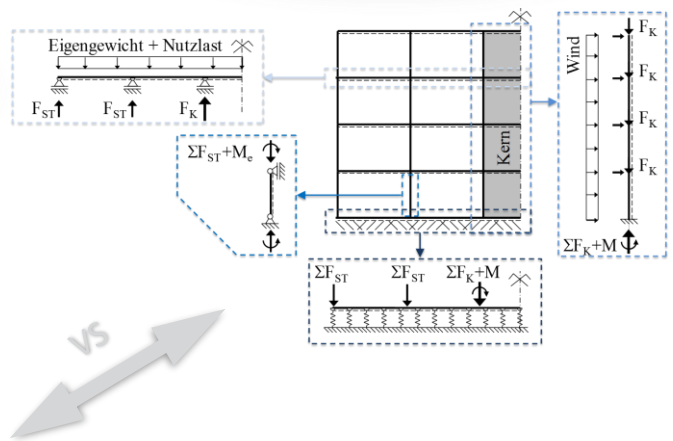 Eigengewicht + Nutzlast
F_ST F_ST F_K
ΣF_ST+M_e
Kern
Wind
F_K
F_K
F_K
F_K
ΣF_K+M
ΣF_ST ΣF_ST ΣF_K+M
VS